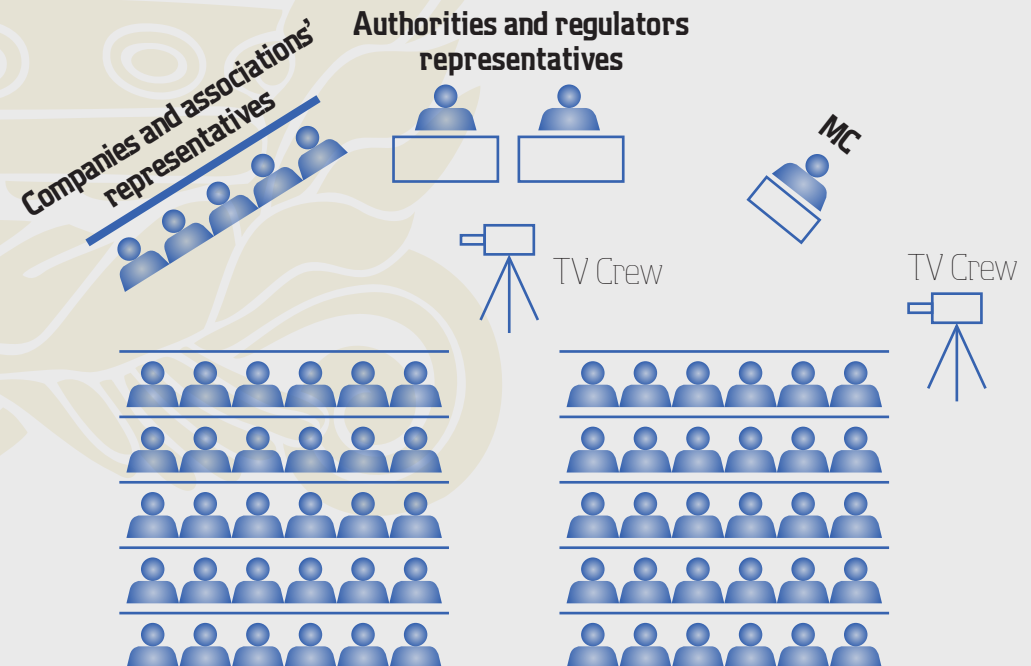 Companies and associations’
representatives
Authorities and regulators
representatives
MC
TV Crew
TV Crew